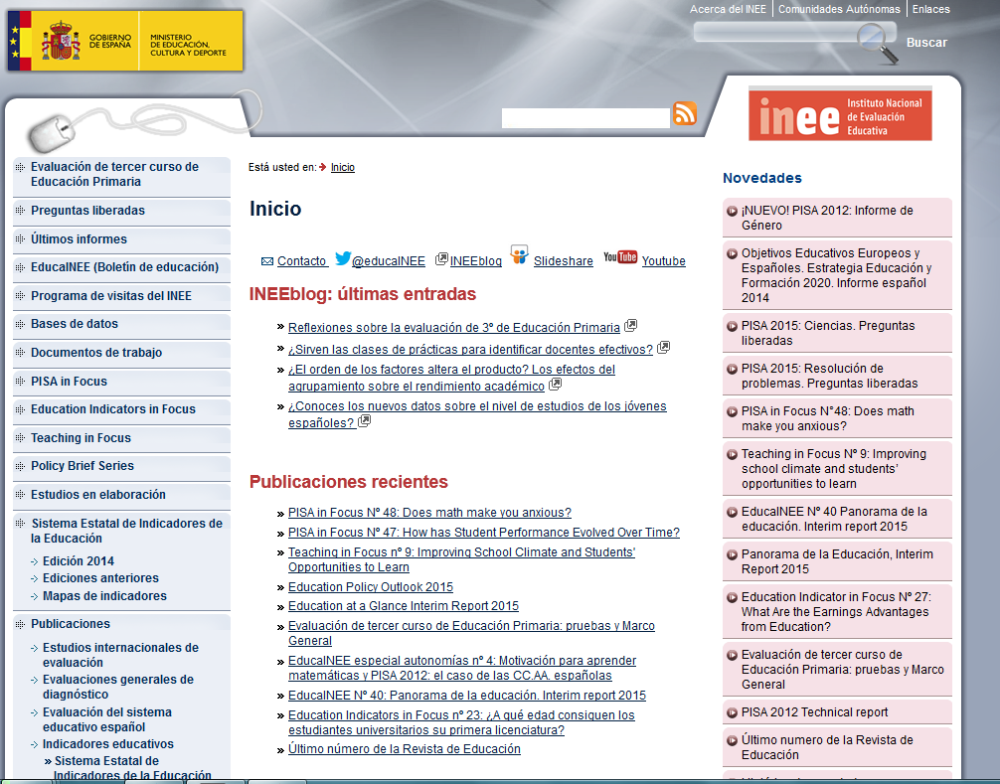 Acerca del INEE
Comunidades Autónomas
Enlaces
GOBIERNO
DE ESPAÑA
MINISTERIO
DE EDUCACIÓN,
CULTURA Y DEPORTE
Buscar
inee
Instituto Nacional
de Evaluación
Educativa
Evaluación de tercer curso de
Educación Primaria
Preguntas liberadas
Últimos informes
EducaINEE (Boletín de educación)
Programa de visitas del INEE
Bases de datos
Documentos de trabajo
PISA in Focus
Education Indicators in Focus
Teaching in Focus
Policy Brief Series
Estudios en elaboración
Sistema Estatal de Indicadores de
la Educación
Edición 2014
Ediciones anteriores
Mapas de indicadores
Publicaciones
Estudios internacionales de
evaluación
Evaluaciones generales de
diagnóstico
Evaluación del sistema
educativo español
Indicadores educativos
Sistema Estatal de
Indicadores de la Educación
Está usted en: Inicio
Inicio
Contacto @educaINEE INEEblog Slideshare YouTube Youtube
INEEblog: últimas entradas
Reflexiones sobre la evaluación de 3º de Educación Primaria
¿Sirven las clases de prácticas para identificar docentes efectivos?
¿El orden de los factores altera el producto? Los efectos del
agrupamiento sobre el rendimiento académico
¿Conoces los nuevos datos sobre el nivel de estudios de los jóvenes
españoles?
Publicaciones recientes
PISA in Focus Nº 48: Does math make you anxious?
PISA in Focus Nº 47: How has Student Performance Evolved Over Time?
Teaching in Focus nº 9: Improving School Climate and Students'
Opportunities to Learn
Education Policy Outlook 2015
Education at a Glance Interim Report 2015
Evaluación de tercer curso de Educación Primaria: pruebas y Marco
General
EducaINEE especial autonomías nº 4: Motivación para aprender
matemáticas y PISA 2012: el caso de las CC.AA. españolas
EducaINEE Nº 40: Panorama de la educación. Interim report 2015
Education Indicators in Focus nº 23: ¿A qué edad consiguen los
estudiantes universitarios su primera licenciatura?
Último número de la Revista de Educación
Novedades
¡NUEVO! PISA 2012: Informe de
Género
Objetivos Educativos Europeos y
Españoles. Estrategia Educación y
Formación 2020. Informe español
2014
PISA 2015: Ciencias. Preguntas
liberadas
PISA 2015: Resolución de
problemas. Preguntas liberadas
PISA in Focus N°48: Does math
make you anxious?
Teaching in Focus Nº 9: Improving
school climate and students’
opportunities to learn
EducaINEE Nº 40 Panorama de la
educación. Interim report 2015
Panorama de la Educación, Interim
Report 2015
Education Indicator in Focus Nº 27:
What Are the Earnings Advantages
from Education?
Evaluación de tercer curso de
Educación Primaria: pruebas y Marco
General
PISA 2012 Technical report
Último numero de la Revista de
Educación